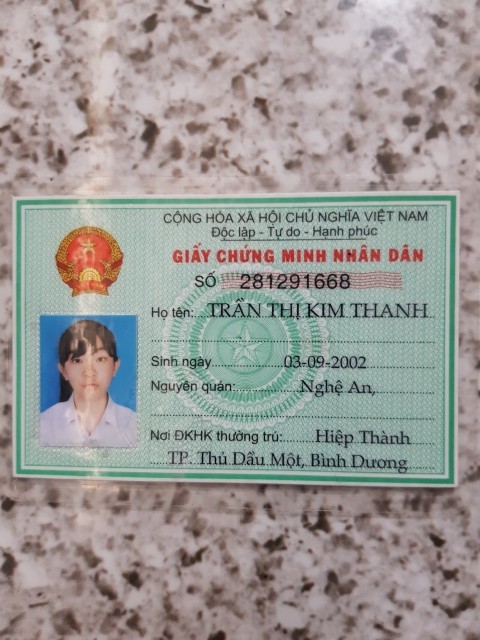 CỘNG HÒA XÃ HỘI CHỦ NGHĨA VIỆT NAM
Độc lập - Tự do - Hạnh phúc
GIẤY CHỨNG MINH NHÂN DÂN
SỐ 281291668
Họ tên: TRẦN THỊ KIM THANH
Sinh ngày 03-09-2002
Nguyên quán: Nghệ An,
Nơi ĐKHK thường trú: Hiệp Thành
TP. Thủ Dầu Một, Bình Dương